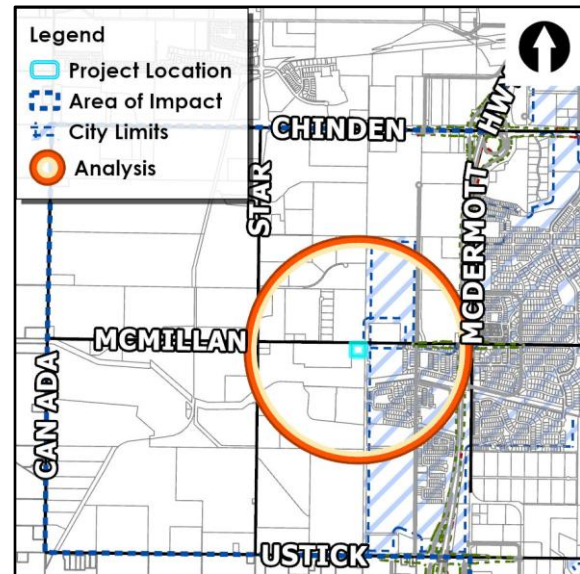 Legend
Project Location
Area of Impact
City Limits
Analysis
CHINDEN
HWY
STAR
MCDERMOTT
MCMILLAN
CAN ADA
USTICK